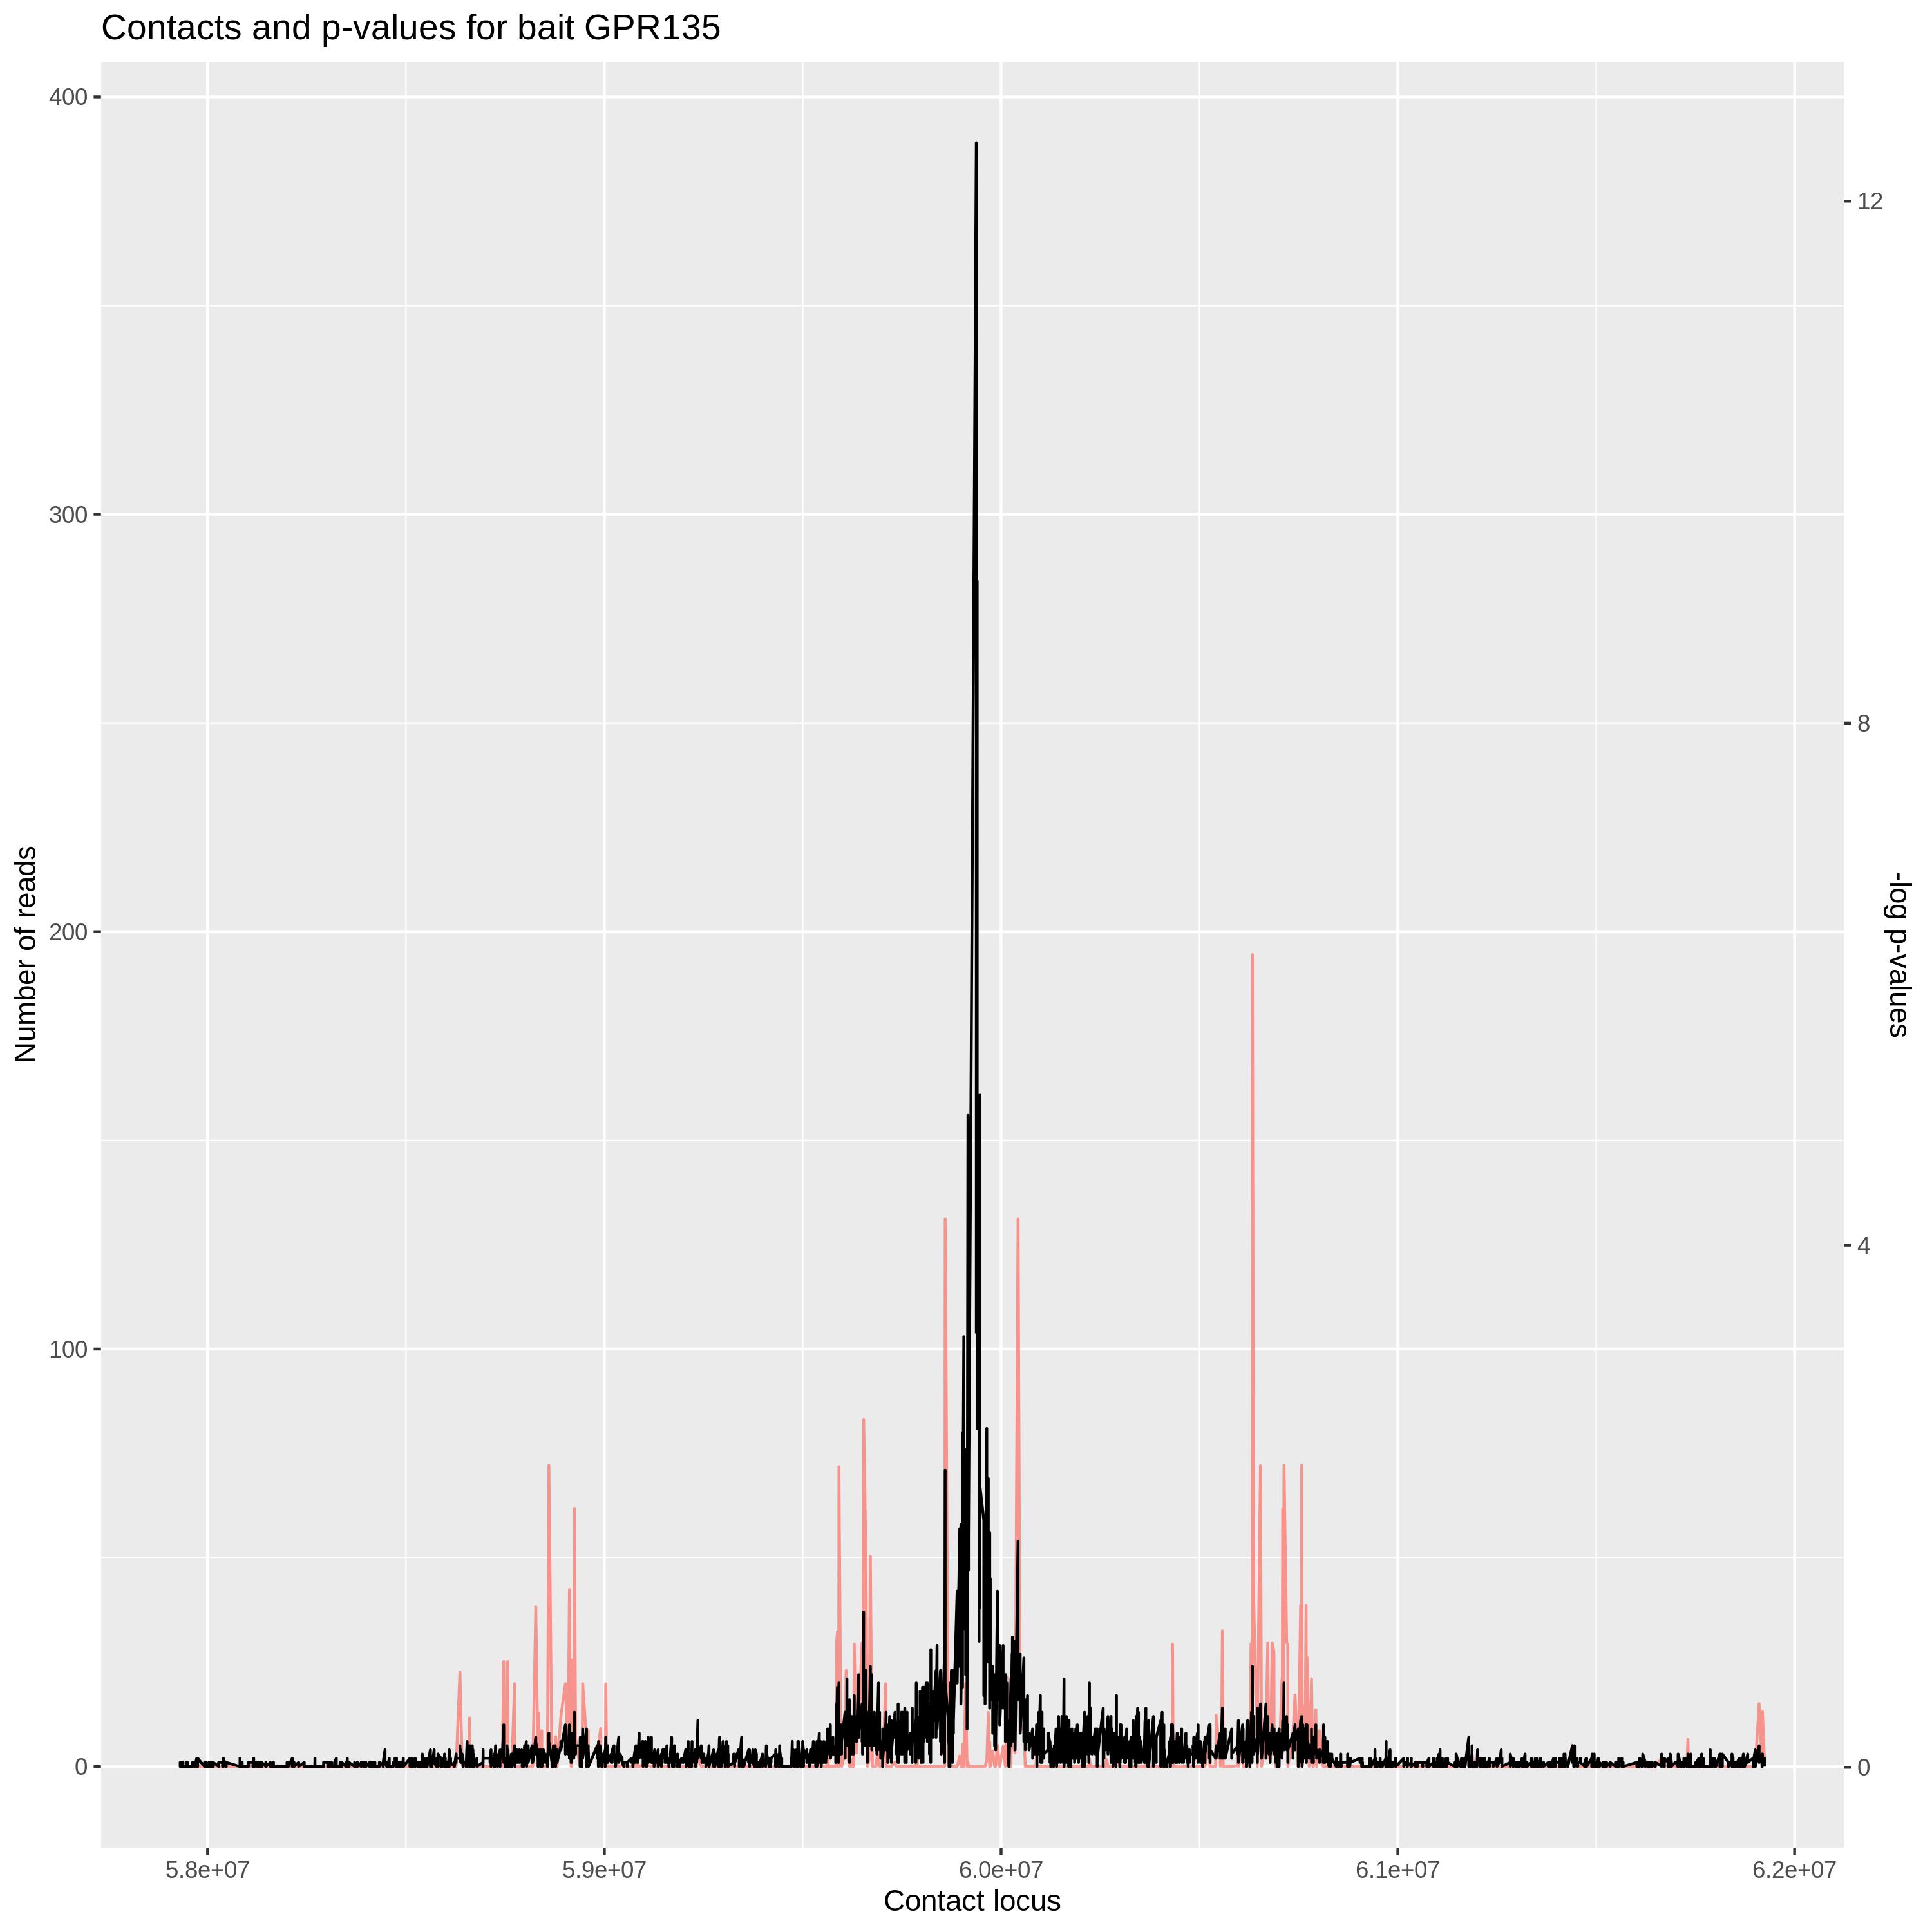 Contacts and p-values for bait GPR135
400
300
200
100
0
12
8
4
0
Number of reads
-log p-values
5.8e+07
5.9e+07
6.0e+07
6.1e+07
6.2e+07
Contact locus